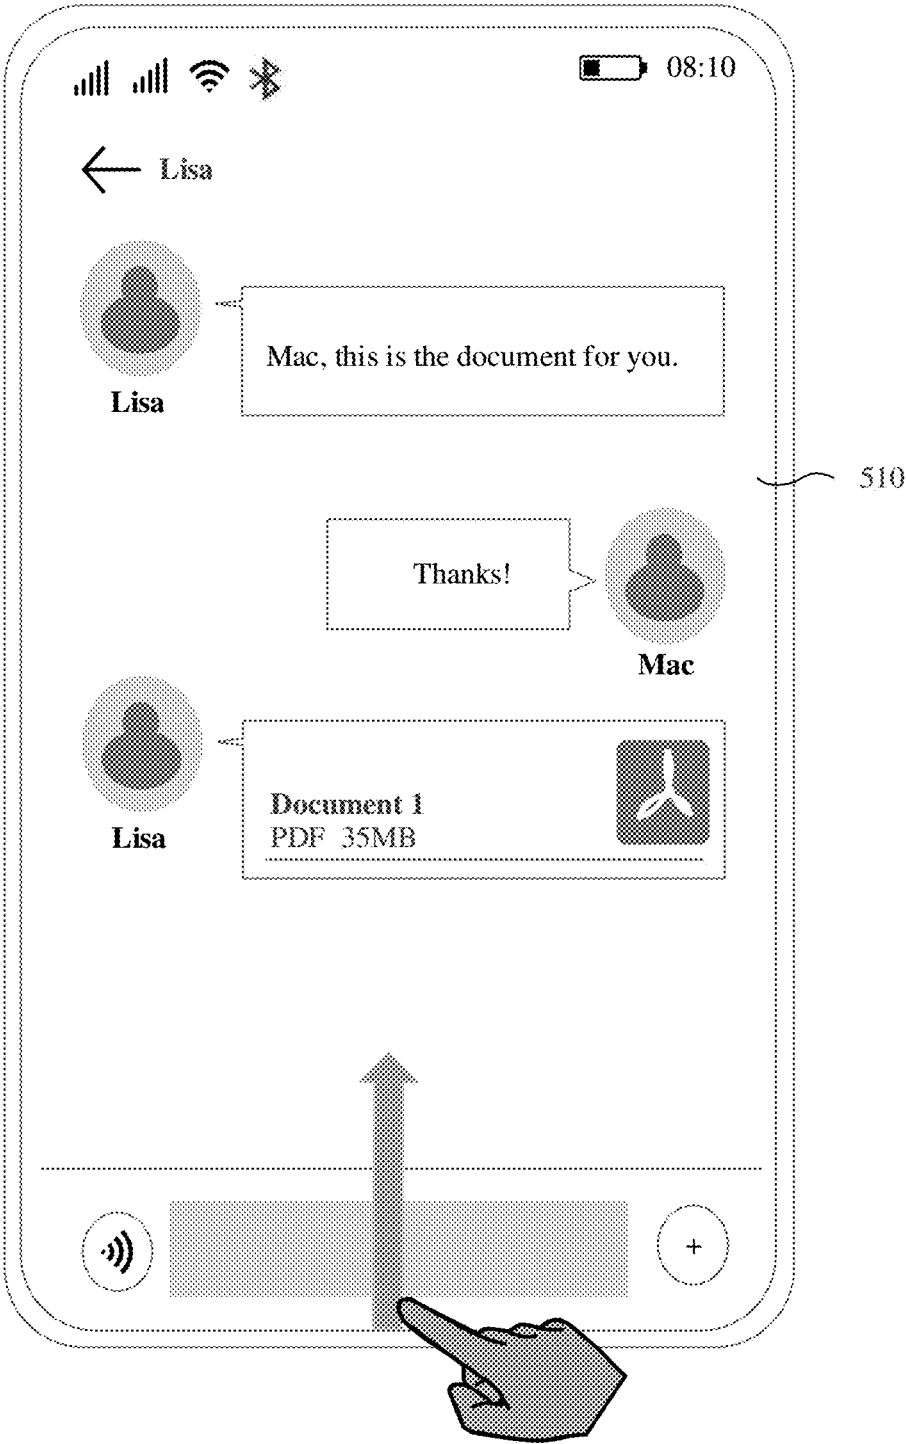 08:10
Lisa
Mac, this is the document for you.
Lisa
510
Thanks!
Mac
Document 1
PDF 35MB
Lisa
+